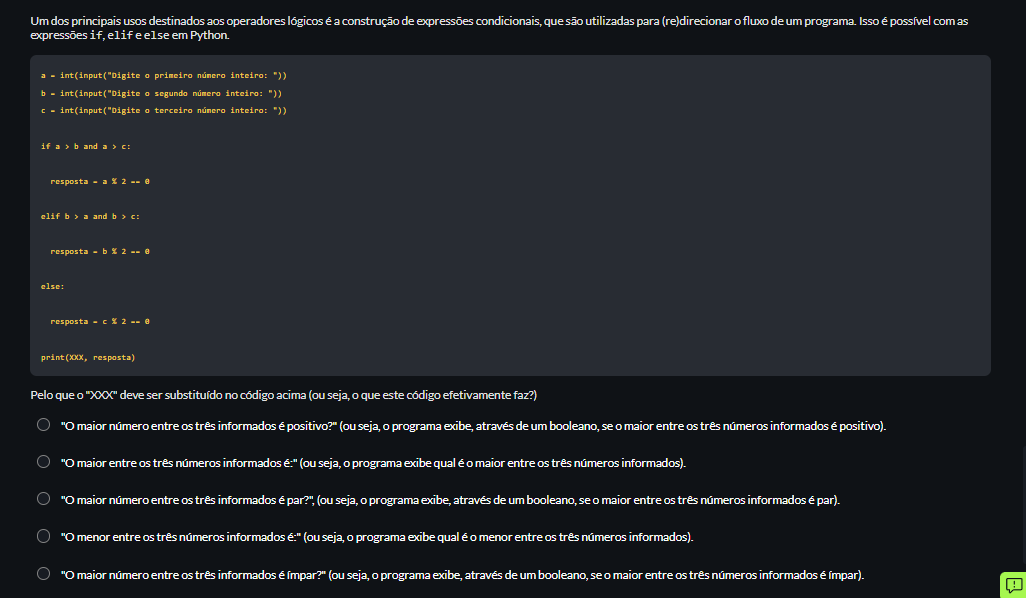 Um dos principais usos destinados aos operadores lógicos é a construção de expressões condicionais, que são utilizadas para (re)direcionar o fluxo de um programa. Isso é possível com as
expressões if, elif e else em Python.
a = int(input("Digite o primeiro número inteiro: "))
b = int(input("Digite o segundo número inteiro: "))
c = int(input("Digite o terceiro número inteiro: "))
if a > b and a > c:
resposta = a % 2 == 0
elif b > a and b > c:
resposta = b % 2 == 0
else:
resposta = c % 2 == 0
print(XXX, resposta)
Pelo que o "XXX" deve ser substituído no código acima (ou seja, o que este código efetivamente faz?)
"O maior número entre os três informados é positivo?" (ou seja, o programa exibe, através de um booleano, se o maior entre os três números informados é positivo).
"O maior entre os três números informados é:" (ou seja, o programa exibe qual é o maior entre os três números informados).
"O maior número entre os três informados é par?", (ou seja, o programa exibe, através de um booleano, se o maior entre os três números informados é par).
"O menor entre os três números informados é:" (ou seja, o programa exibe qual é o menor entre os três números informados).
"O maior número entre os três informados é ímpar?" (ou seja, o programa exibe, através de um booleano, se o maior entre os três números informados é ímpar).